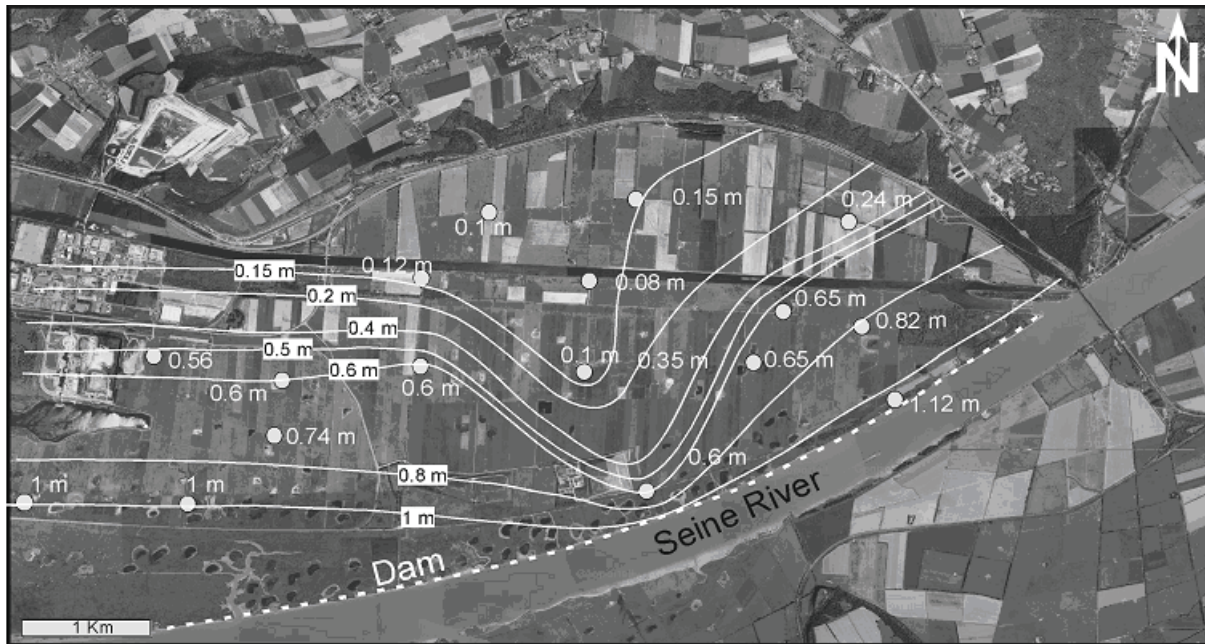 N
0.15 m
0.24 m
0.1 m
0.12 m
0.15 m
0.08 m
0.2 m
0.65 m
0.4 m
0.82 m
0.5 m
0.56
0.35 m
0.65 m
0.1 m
0.6 m
0.6 m
0.6 m
1.12 m
0.74 m
0.6 m
0.8 m
1 m
1 m
1 m
Seine River
Dam
1 Km